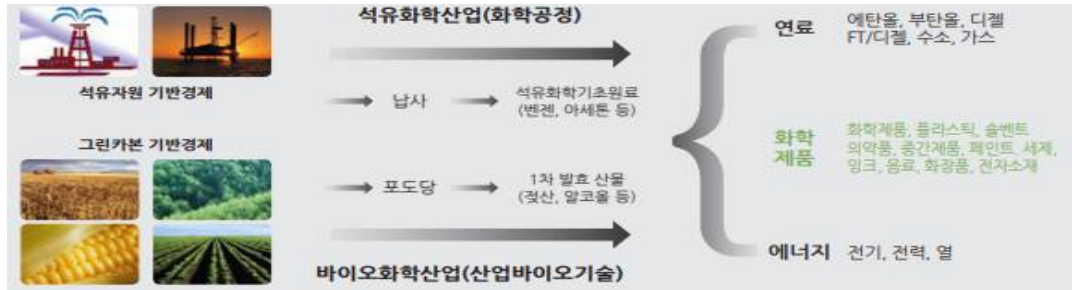 석유화학산업(화학공정)
석유자원 기반경제
납사
석유화학기초원료
(벤젠, 아세톤 등)
그린카본 기반경제
포도당
1차 발효 산물
(젖산, 알코올 등)
바이오화학산업(산업바이오기술)
연료
에탄올, 부탄올, 디젤
FT/디젤, 수소, 가스
화학
제품
화학제품, 플라스틱, 솔벤트
의약품, 중간제품, 페인트, 세제,
잉크, 음료, 화장품, 전자소재
에너지
전기, 전력, 열